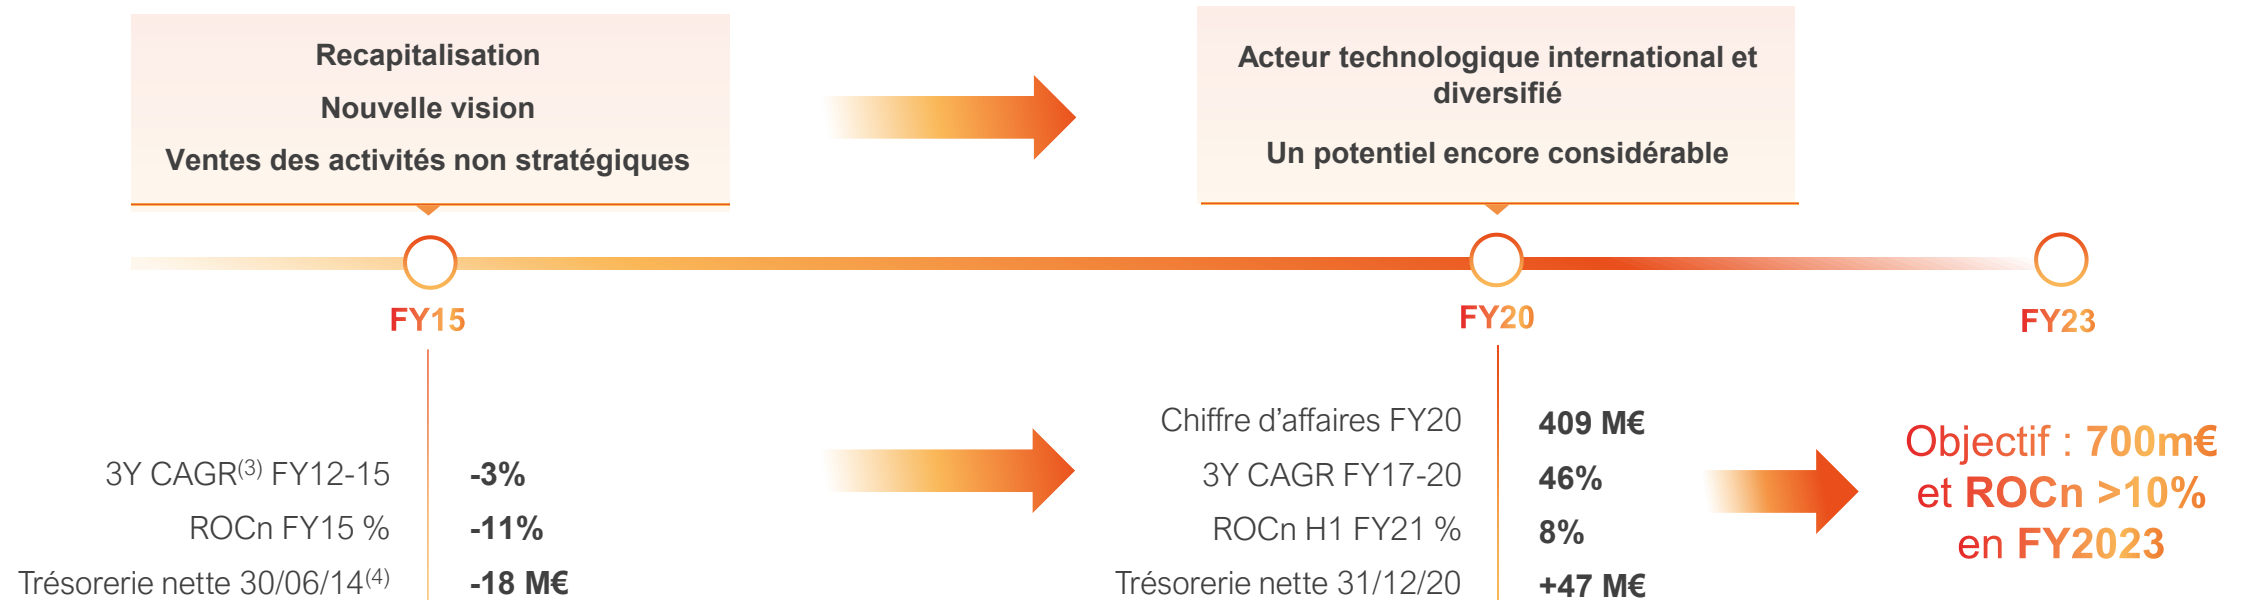 Recapitalisation
Nouvelle vision
Ventes des activités non stratégiques
Acteur technologique international et
diversifié
Un potentiel encore considérable
FY15
FY20
FY23
3Y CAGR(3) FY12-15 -3%
ROCn FY15 % -11%
Trésorerie nette 30/06/14(4) -18 M€
Chiffre d’affaires FY20 409 M€
3Y CAGR FY17-20 46%
ROCn H1 FY21 % 8%
Trésorerie nette 31/12/20 +47 M€
Objectif : 700m€
et ROCn >10%
en FY2023